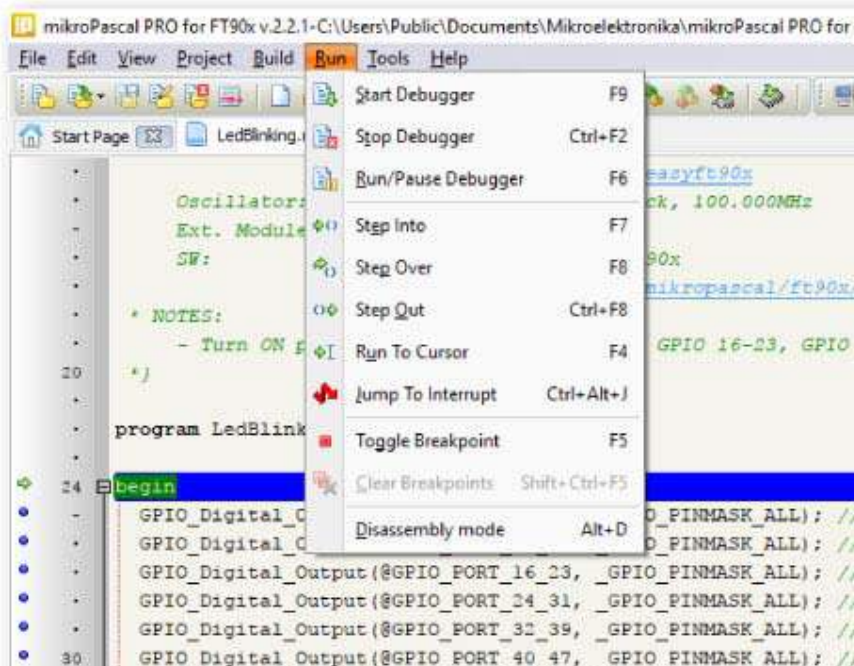 mikroPascal PRO for FT90x v.2.2.1-C:\Users\Public\Documents\Mikroelektronika\mikroPascal PRO for
File Edit View Project Build Run Tools Help
Start Debugger F9
Start Page LedBlinking. Stop Debugger Ctrl+F2
Run/Pause Debugger F6 easyft90x
Oscillator: ck, 100.000MHz
Ext. Module Step Into F7
SW: Step Over F8 90x
mikropascal/ft90x/
* NOTES: Step Out Ctrl+F8
- Turn ON Run To Cursor F4 GPIO 16-23, GPIO
20 *)
Jump To Interrupt Ctrl+Alt+J
program LedBlink Toggle Breakpoint F5
24 begin Clear Breakpoints Shift+Ctrl+F5
GPIO_Digital_O _PINMASK_ALL); //
Disassembly mode Alt+D
_PINMASK_ALL); //
GPIO_Digital_O
GPIO_Digital_Output(@GPIO_PORT_16_23, _GPIO_PINMASK_ALL); //
GPIO_Digital_Output(@GPIO_PORT_24_31, _GPIO_PINMASK_ALL); //
GPIO_Digital_Output(@GPIO_PORT_32_39, _GPIO_PINMASK_ALL); //
30 GPIO_Digital_Output(@GPIO_PORT_40_47, _GPIO_PINMASK_ALL); //